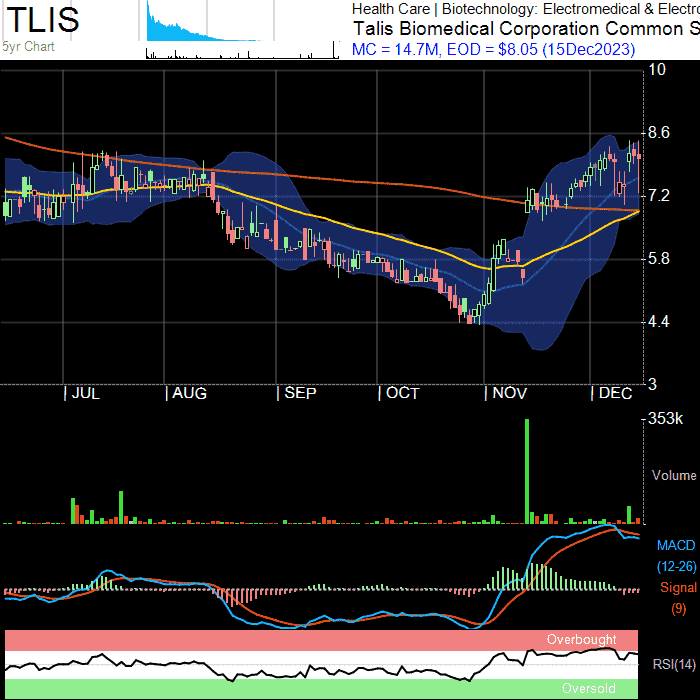 TLIS
5yr Chart
Health Care | Biotechnology: Electromedical & Electro
Talis Biomedical Corporation Common S
MC = 14.7M, EOD = $8.05 (15Dec2023)
10
8.6
7.2
5.8
4.4
3
JUL
AUG
SEP
OCT
NOV
DEC
353k
Volume
MACD
(12-26)
Signal
(9)
Overbought
RSI(14)
Oversold